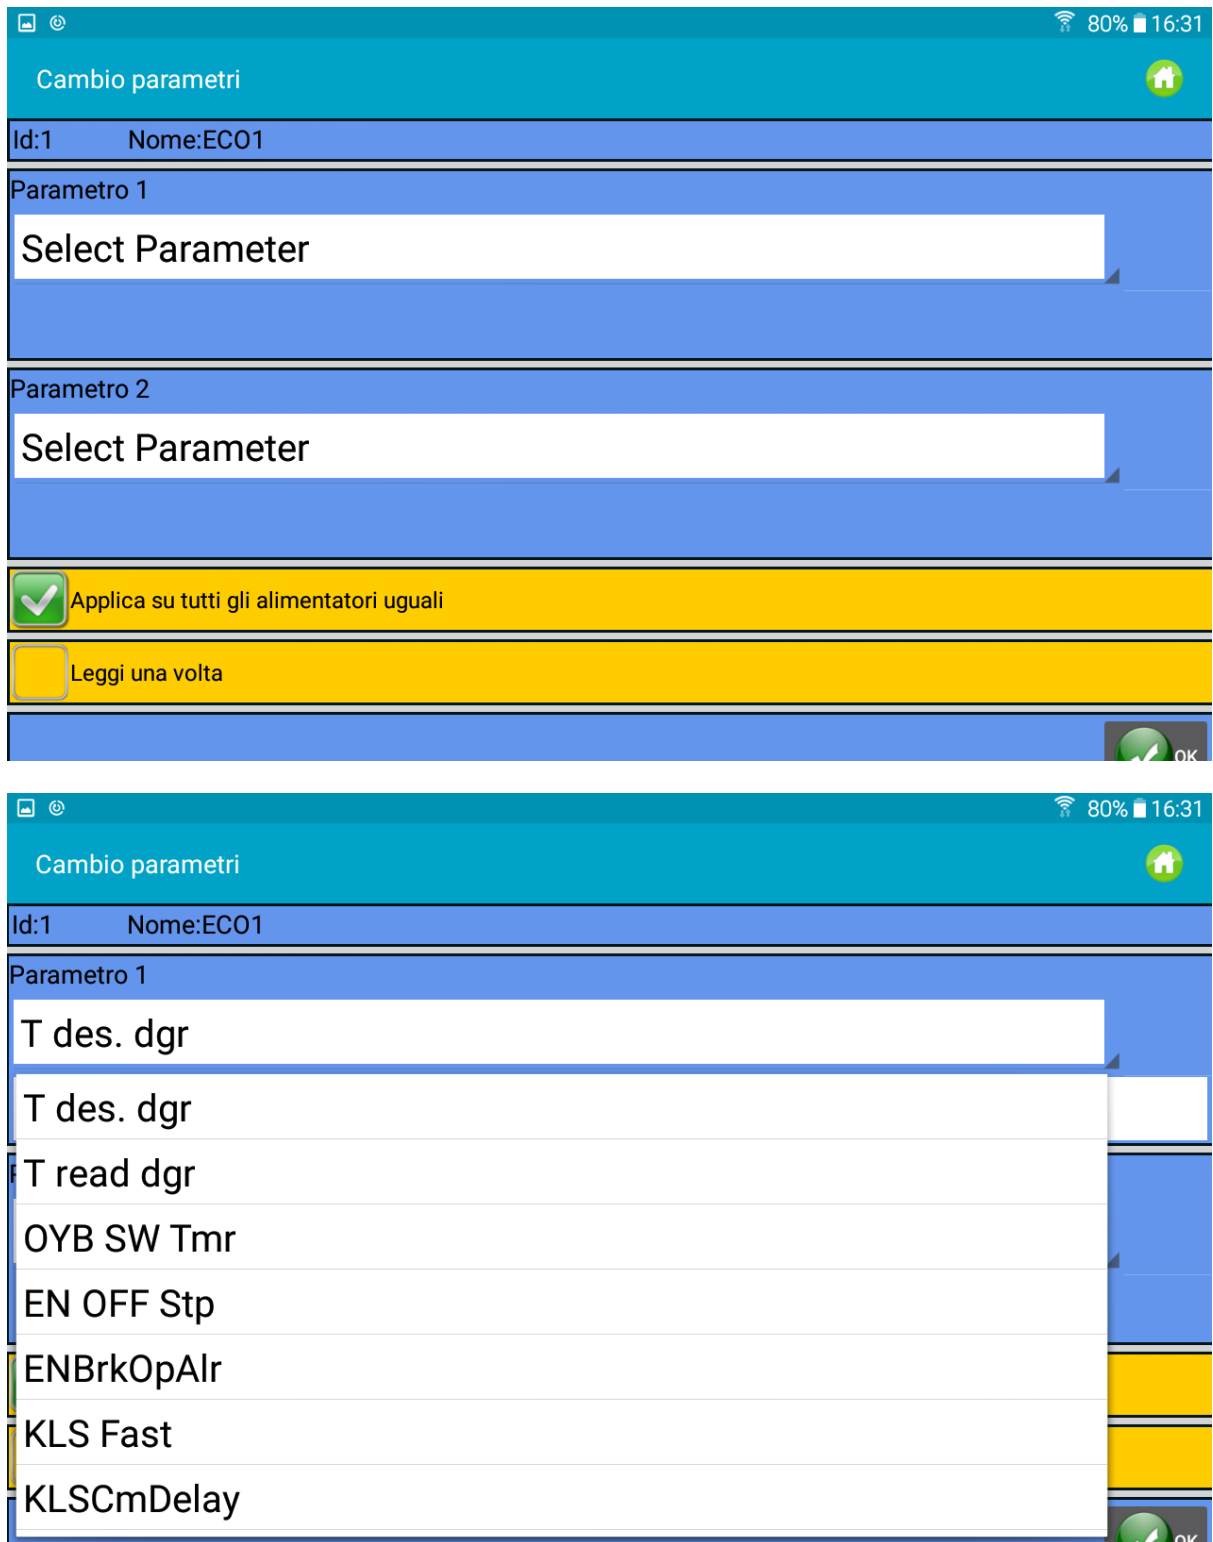 80% 16:31
Cambio parametri
Id:1 Nome:ECO1
Parametro 1
Select Parameter
Parametro 2
Select Parameter
Applica su tutti gli alimentatori uguali
Leggi una volta
OK
80% 16:31
Cambio parametri
Id:1 Nome:ECO1
Parametro 1
T des. dgr
T des. dgr
T read dgr
OYB SW Tmr
EN OFF Stp
ENBrkOpAlr
KLS Fast
KLSCmDelay
OK